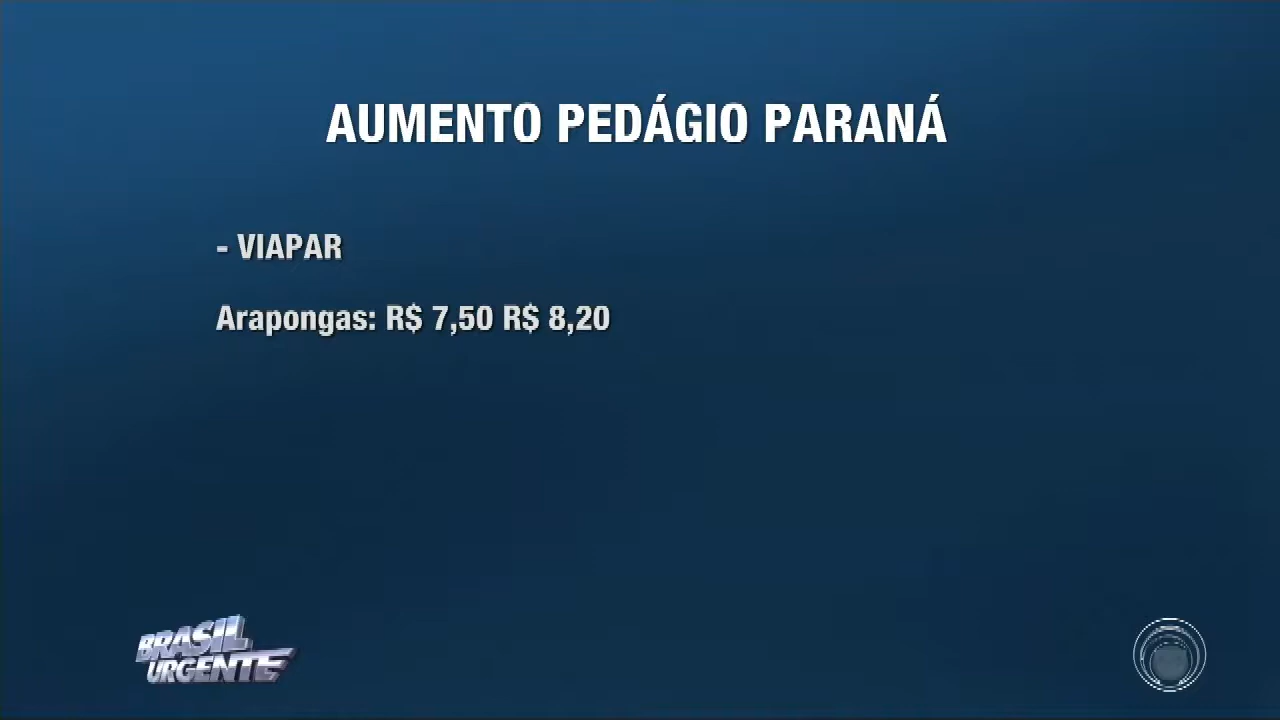 AUMENTO PEDÁGIO PARANÁ
- VIAPAR
Arapongas: R$ 7,50 R$ 8,20
BRASIL
URGENTE